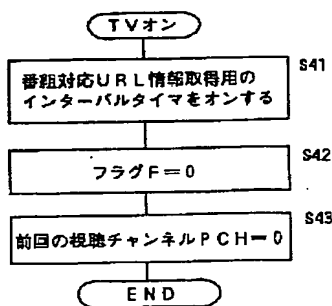 TVオン
S41
番組対応URL情報取得用の
インターバルタイマをオンする
S42
フラグF=0
S43
前回の視聴チャンネルPCH=0
END